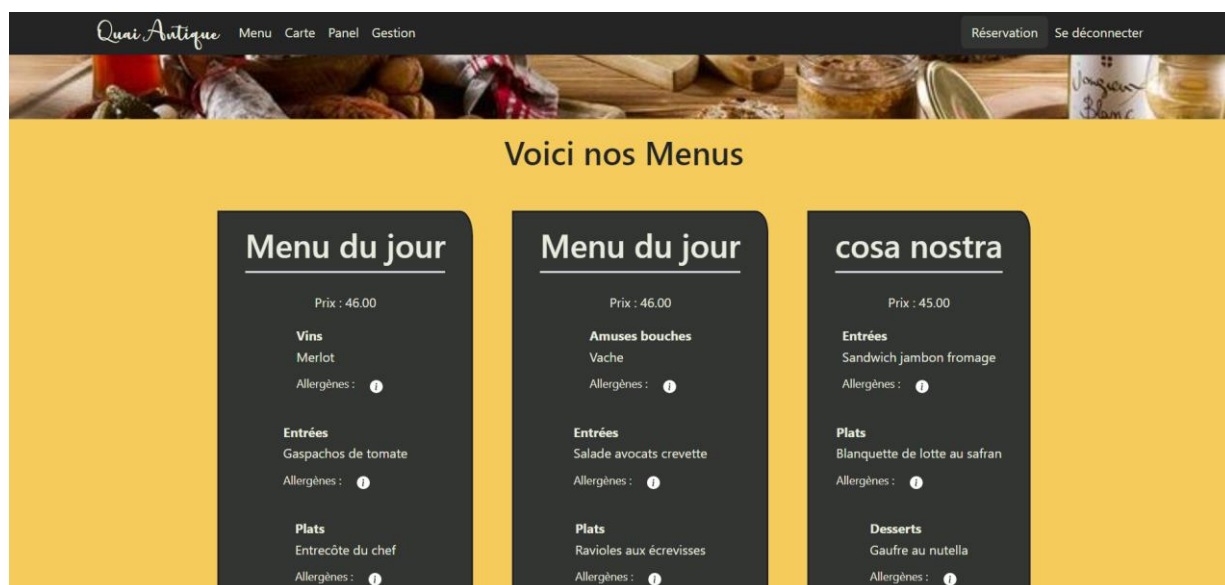 Quai Antique Menu Carte Panel Gestion Réservation Se déconnecter
Jongieux
Blanc
Voici nos Menus
Menu du jour
Prix : 46.00
Vins
Merlot
Allergènes : i
Entrées
Gaspachos de tomate
Allergènes : i
Plats
Entrecôte du chef
Allergènes : i
Menu du jour
Prix : 46.00
Amuses bouches
Vache
Allergènes : i
Entrées
Salade avocats crevette
Allergènes : i
Plats
Ravioles aux écrevisses
Allergènes : i
cosa nostra
Prix : 45.00
Entrées
Sandwich jambon fromage
Allergènes : i
Plats
Blanquette de lotte au safran
Allergènes : i
Desserts
Gaufre au nutella
Allergènes : i